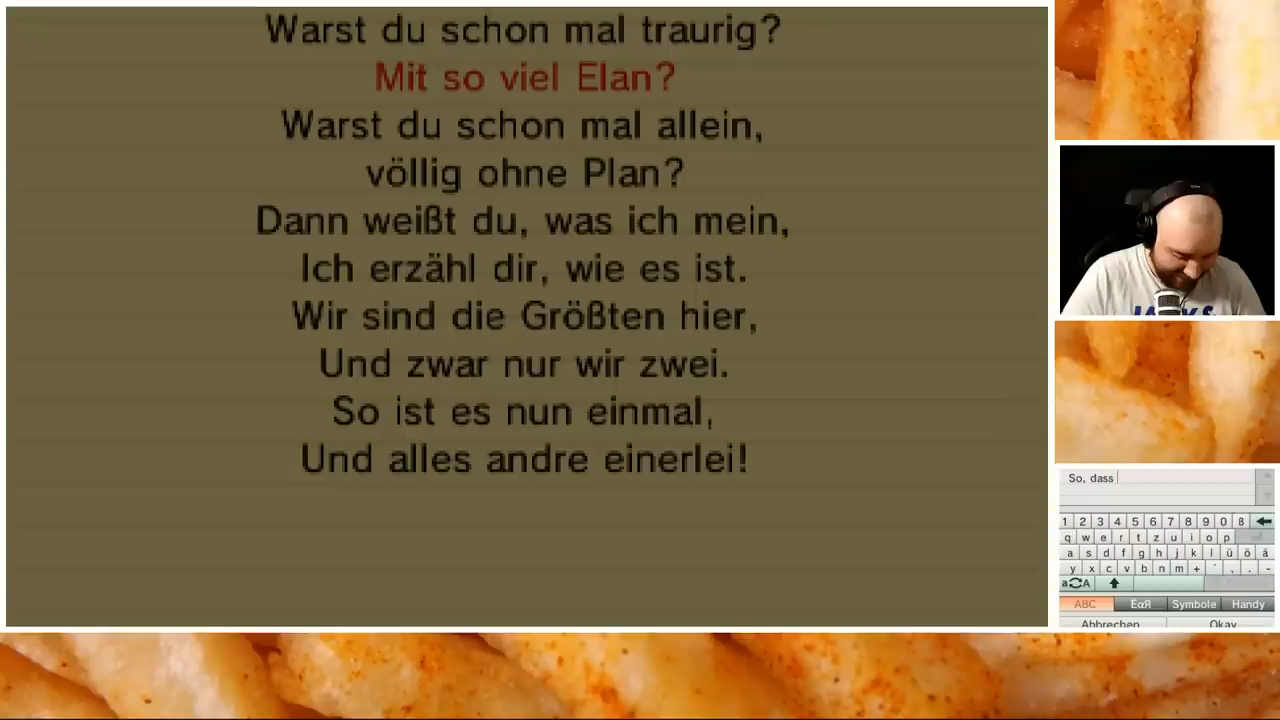 Warst du schon mal traurig?
Mit so viel Elan?
Warst du schon mal allein,
völlig ohne Plan?
Dann weißt du, was ich mein,
Ich erzähl dir, wie es ist.
Wir sind die Größten hier,
Und zwar nur wir zwei.
So ist es nun einmal,
Und alles andre einerlei!
So, dass
1 2 3 4 5 6 7 8 9 0 ß
q w e r t z u i o p
a s d f g h j k l ü ö ä
y x c v b n m + ' , . -
a A
ABC ΕαЯ Symbole Handy
Abbrechen Okay